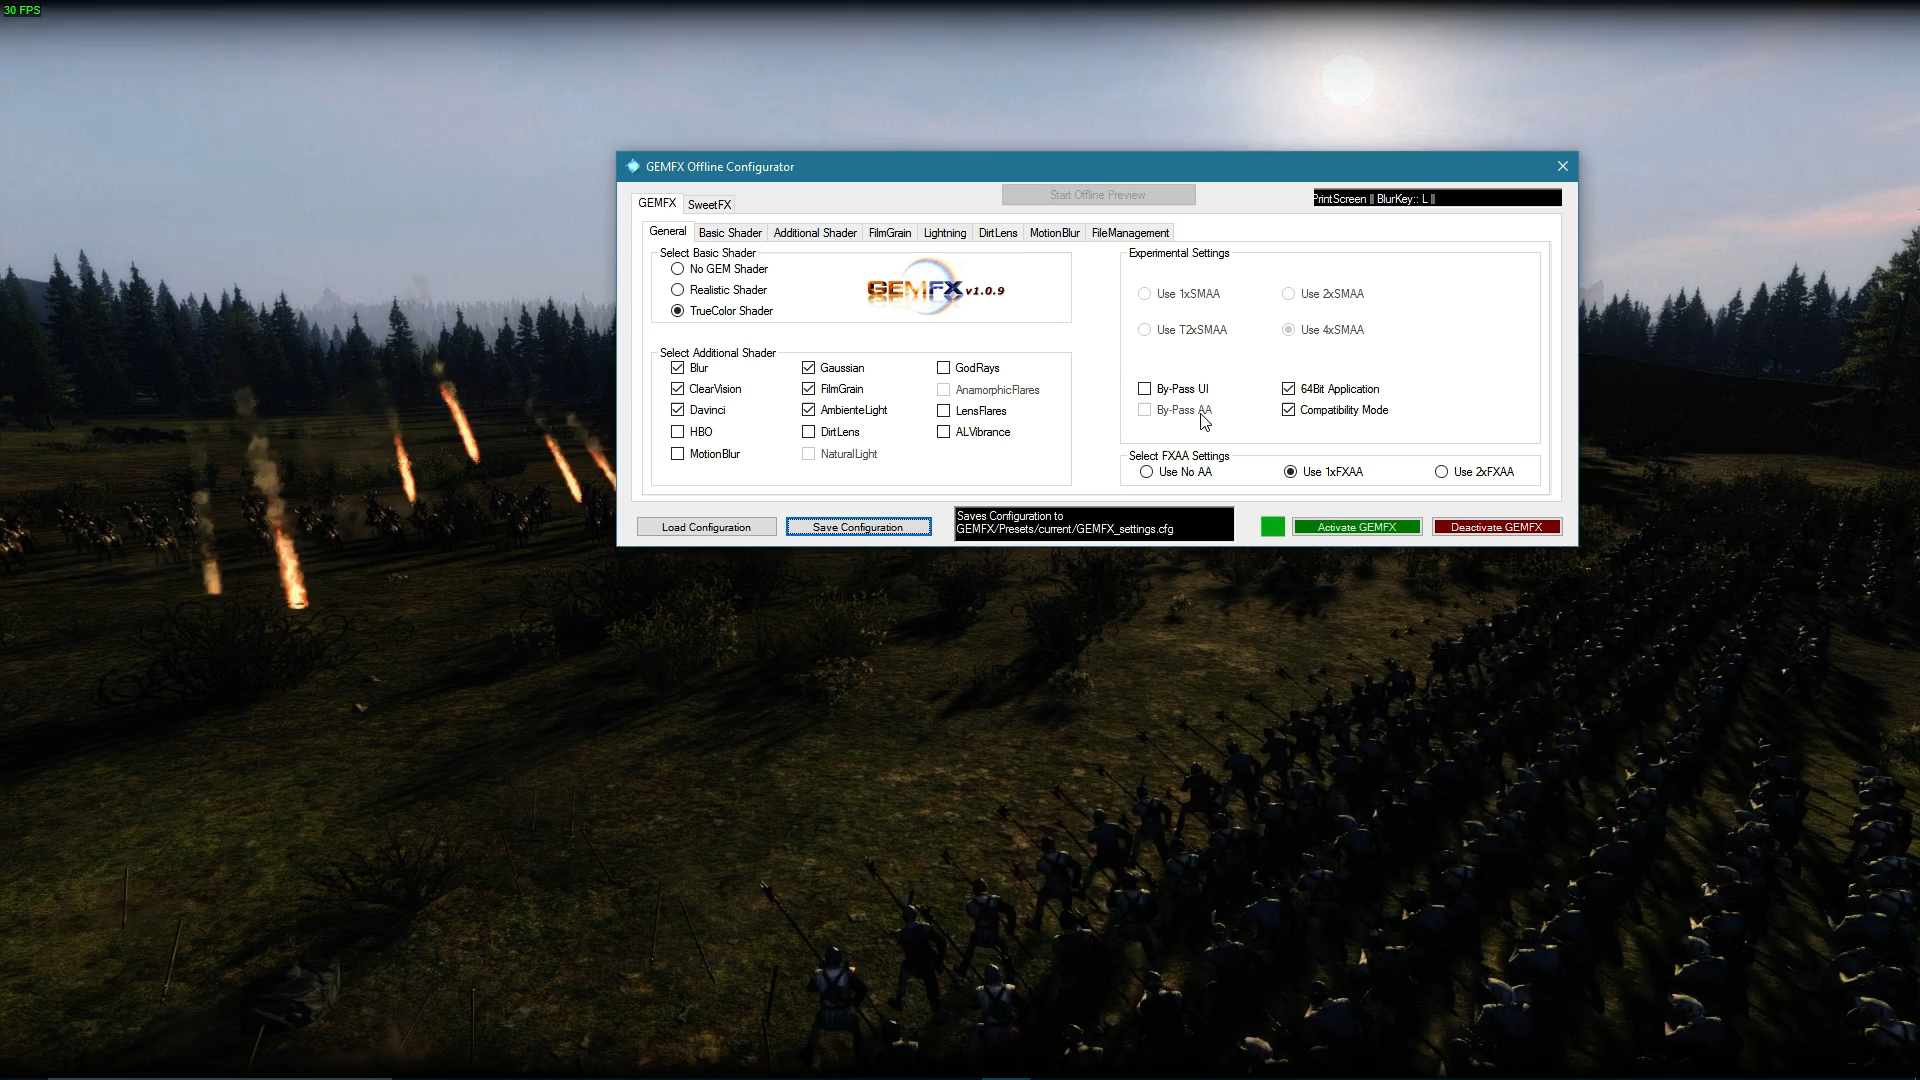 30 FPS
GEMFX Offline Configurator
Start Offline Preview
PrintScreen || BlurKey:: L ||
GEMFX SweetFX
General Basic Shader Additional Shader FilmGrain Lightning DirtLens MotionBlur FileManagement
Select Basic Shader
No GEM Shader
Realistic Shader
TrueColor Shader
GEMFX v1.0.9
Select Additional Shader
Blur Gaussian GodRays
ClearVision FilmGrain AnamorphicFlares
Davinci AmbienteLight LensFlares
HBO DirtLens ALVibrance
MotionBlur NaturalLight
Experimental Settings
Use 1xSMAA Use 2xSMAA
Use T2xSMAA Use 4xSMAA
By-Pass UI 64Bit Application
By-Pass AA Compatibility Mode
Select FXAA Settings
Use No AA Use 1xFXAA Use 2xFXAA
Load Configuration Save Configuration
Saves Configuration to
GEMFX/Presets/current/GEMFX_settings.cfg
Activate GEMFX Deactivate GEMFX